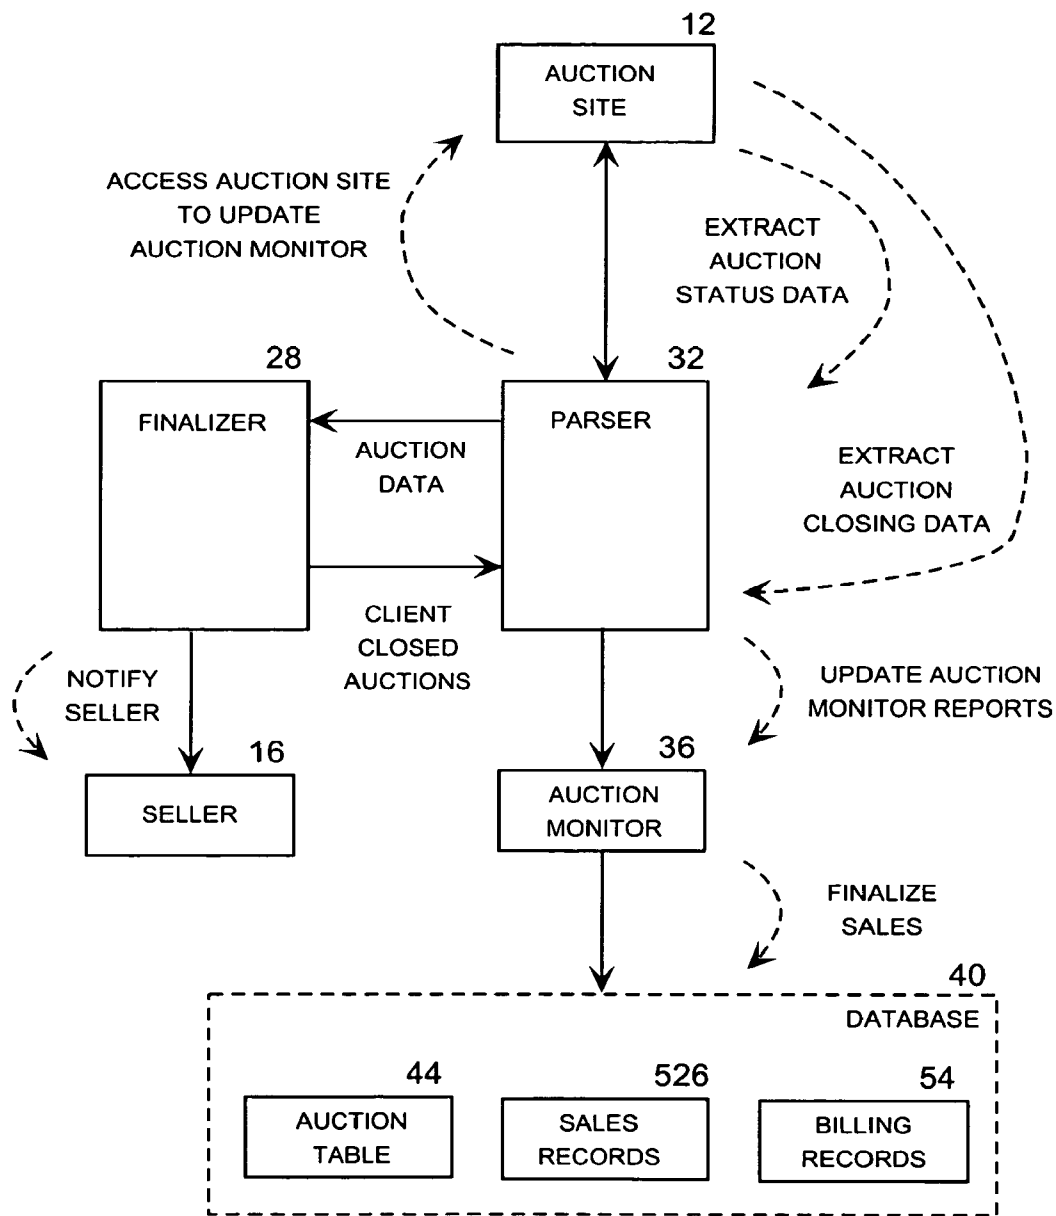 12
AUCTION
SITE
ACCESS AUCTION SITE
TO UPDATE
AUCTION MONITOR
EXTRACT
AUCTION
STATUS DATA
28
FINALIZER
32
PARSER
AUCTION
DATA
EXTRACT
AUCTION
CLOSING DATA
CLIENT
CLOSED
AUCTIONS
NOTIFY
SELLER
UPDATE AUCTION
MONITOR REPORTS
16
SELLER
36
AUCTION
MONITOR
FINALIZE
SALES
40
DATABASE
44
AUCTION
TABLE
526
SALES
RECORDS
54
BILLING
RECORDS